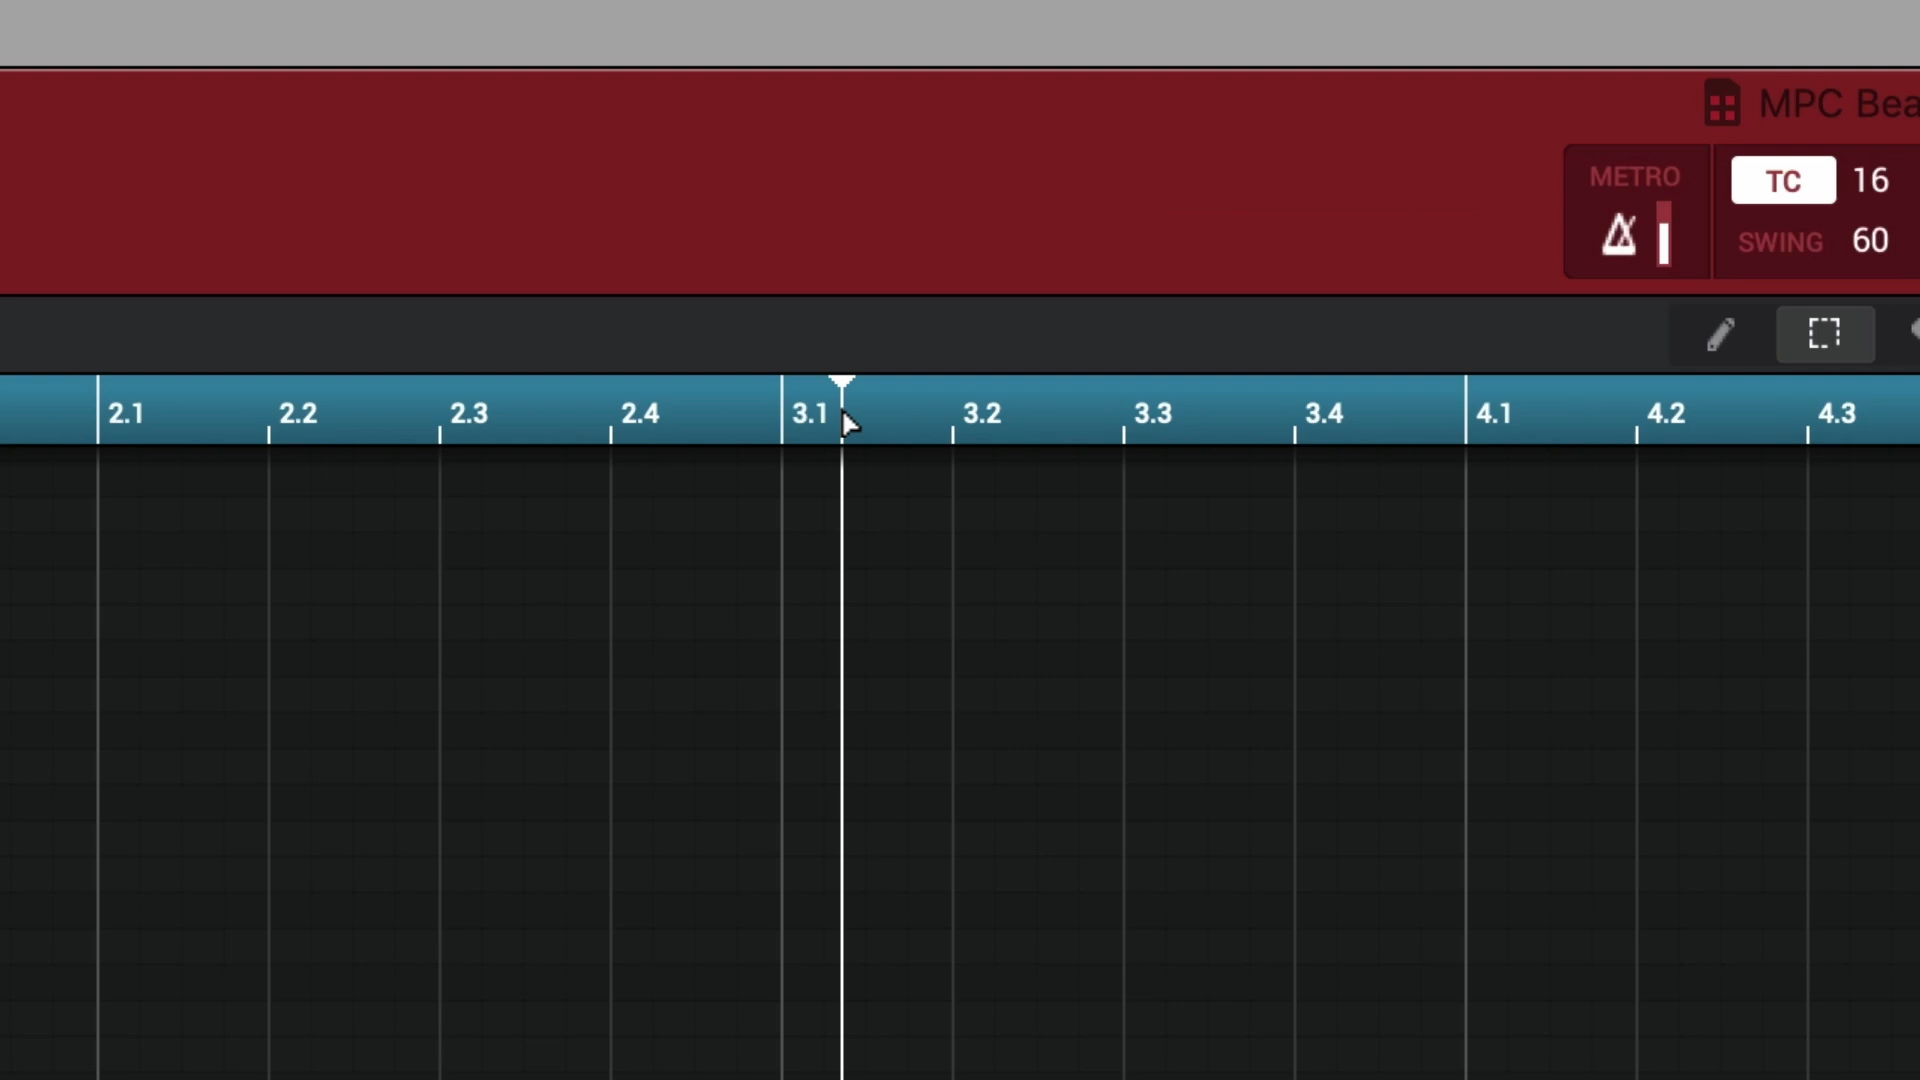 MPC Bea
METRO
TC 16
SWING 60
2.1 2.2 2.3 2.4 3.1 3.2 3.3 3.4 4.1 4.2 4.3